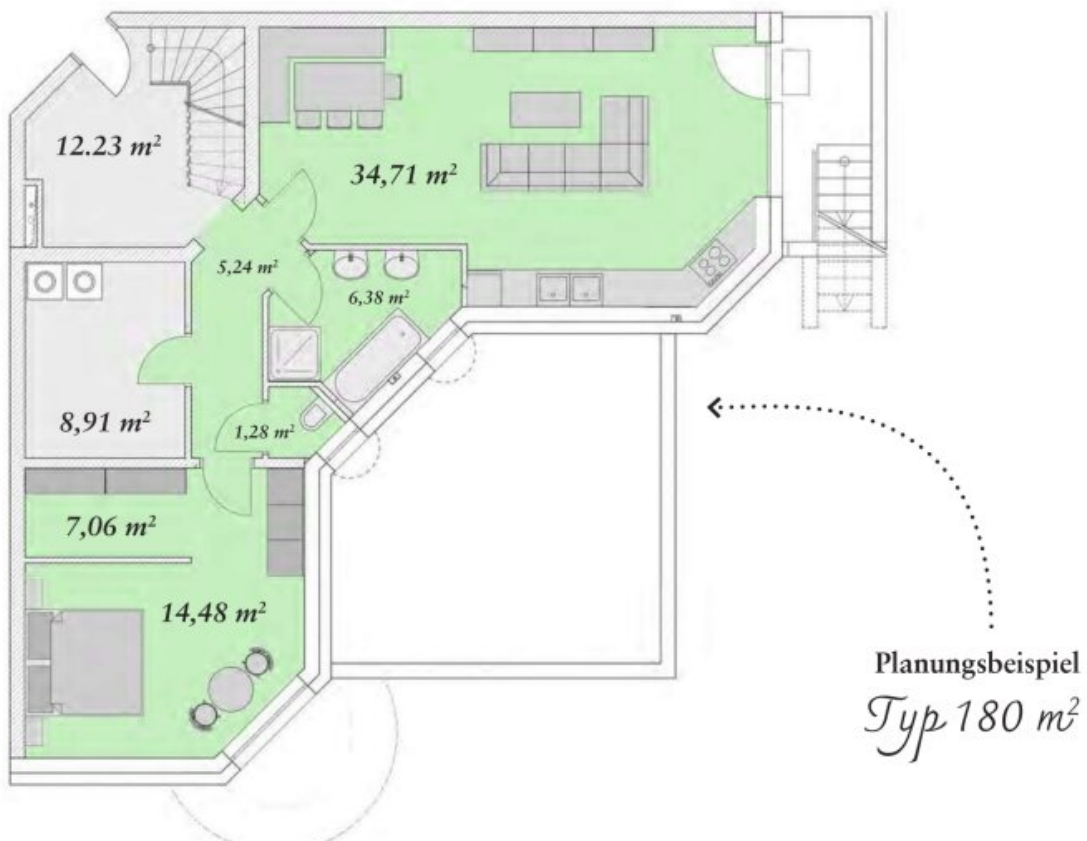 12.23 m²
34,71 m²
5,24 m²
6,38 m²
8,91 m²
1,28 m²
7,06 m²
14,48 m²
Planungsbeispiel
Typ 180 m²